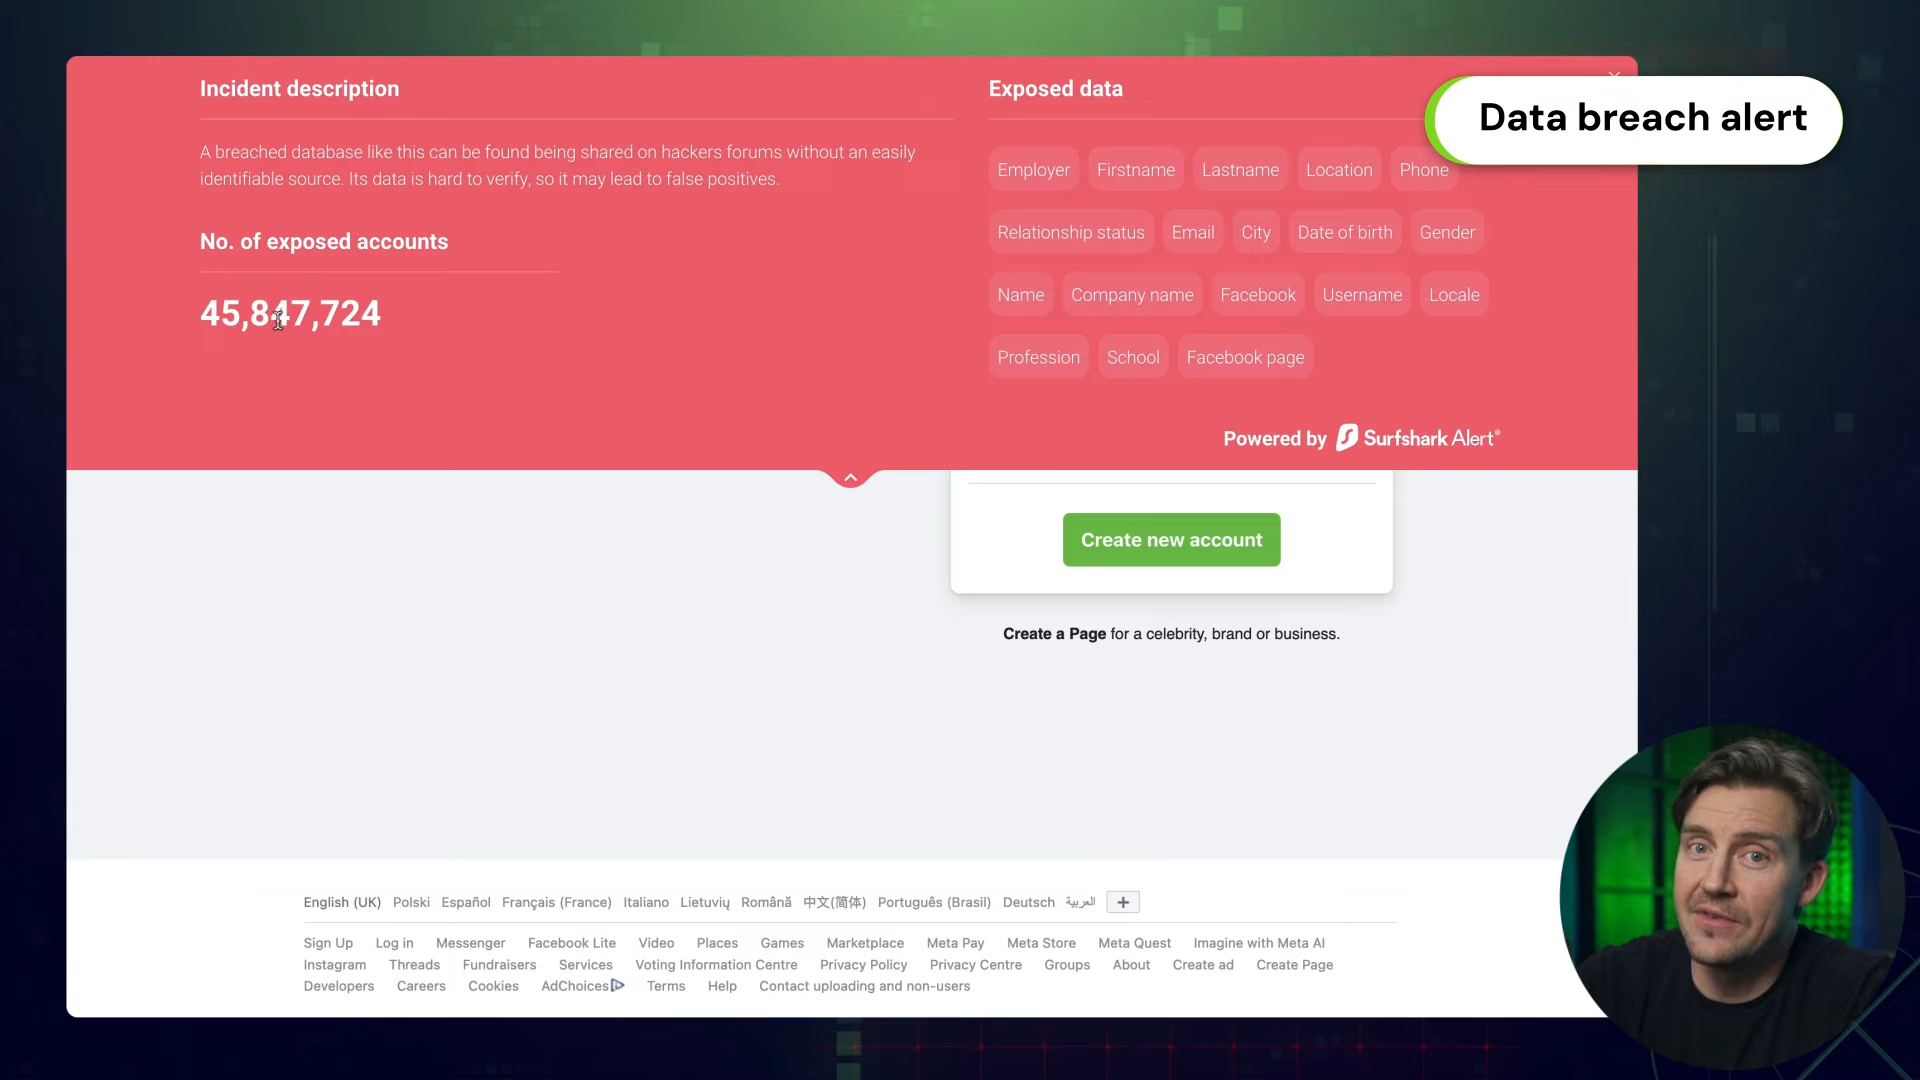 Incident description
A breached database like this can be found being shared on hackers forums without an easily
identifiable source. Its data is hard to verify, so it may lead to false positives.
No. of exposed accounts
45,847,724
Exposed data
Data breach alert
Employer Firstname Lastname Location Phone
Relationship status Email City Date of birth Gender
Name Company name Facebook Username Locale
Profession School Facebook page
Powered by Surfshark Alert®
Create new account
Create a Page for a celebrity, brand or business.
English (UK) Polski Español Français (France) Italiano Lietuvių Română 中文(简体) Português (Brasil) Deutsch العربية +
Sign Up Log in Messenger Facebook Lite Video Places Games Marketplace Meta Pay Meta Store Meta Quest Imagine with Meta AI
Instagram Threads Fundraisers Services Voting Information Centre Privacy Policy Privacy Centre Groups About Create ad Create Page
Developers Careers Cookies AdChoices Terms Help Contact uploading and non-users